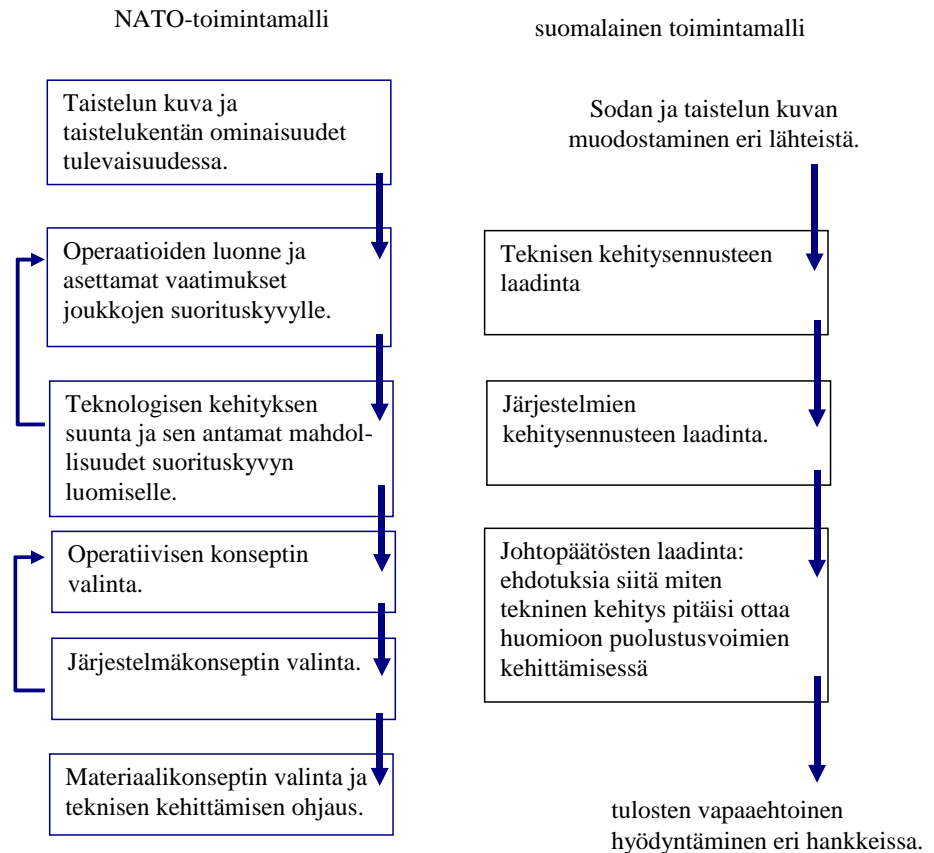 NATO-toimintamalli
Taistelun kuva ja
taistelukentän ominaisuudet
tulevaisuudessa.
Operaatioiden luonne ja
asettamat vaatimukset
joukkojen suorituskyvylle.
Teknologisen kehityksen
suunta ja sen antamat mahdol-
lisuudet suorituskyvyn
luomiselle.
Operatiivisen konseptin
valinta.
Järjestelmäkonseptin valinta.
Materiaalikonseptin valinta ja
teknisen kehittämisen ohjaus.
suomalainen toimintamalli
Sodan ja taistelun kuvan
muodostaminen eri lähteistä.
Teknisen kehitysennusteen
laadinta
Järjestelmien
kehitysennusteen laadinta.
Johtopäätösten laadinta:
ehdotuksia siitä miten
tekninen kehitys pitäisi ottaa
huomioon puolustusvoimien
kehittämisessä
tulosten vapaaehtoinen
hyödyntäminen eri hankkeissa.